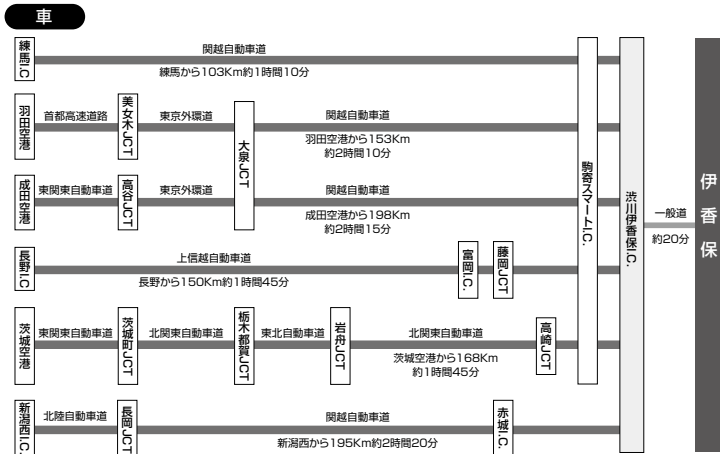 車
練馬I.C
関越自動車道
練馬から103Km約1時間10分
羽田空港
首都高速道路
美女木JCT
東京外環道
大泉JCT
関越自動車道
羽田空港から153Km
約2時間10分
成田空港
東関東自動車道
高谷JCT
東京外環道
関越自動車道
成田空港から198Km
約2時間15分
長野I.C
上信越自動車道
長野から150Km約1時間45分
富岡I.C.
藤岡JCT
茨城空港
東関東自動車道
茨城町JCT
北関東自動車道
栃木都賀JCT
東北自動車道
岩舟JCT
北関東自動車道
茨城空港から168Km
約1時間45分
高崎JCT
新潟西I.C.
北陸自動車道
長岡JCT
関越自動車道
新潟西から195Km約2時間20分
赤城I.C.
駒寄スマートI.C.
渋川伊香保I.C.
一般道
約20分
伊香保